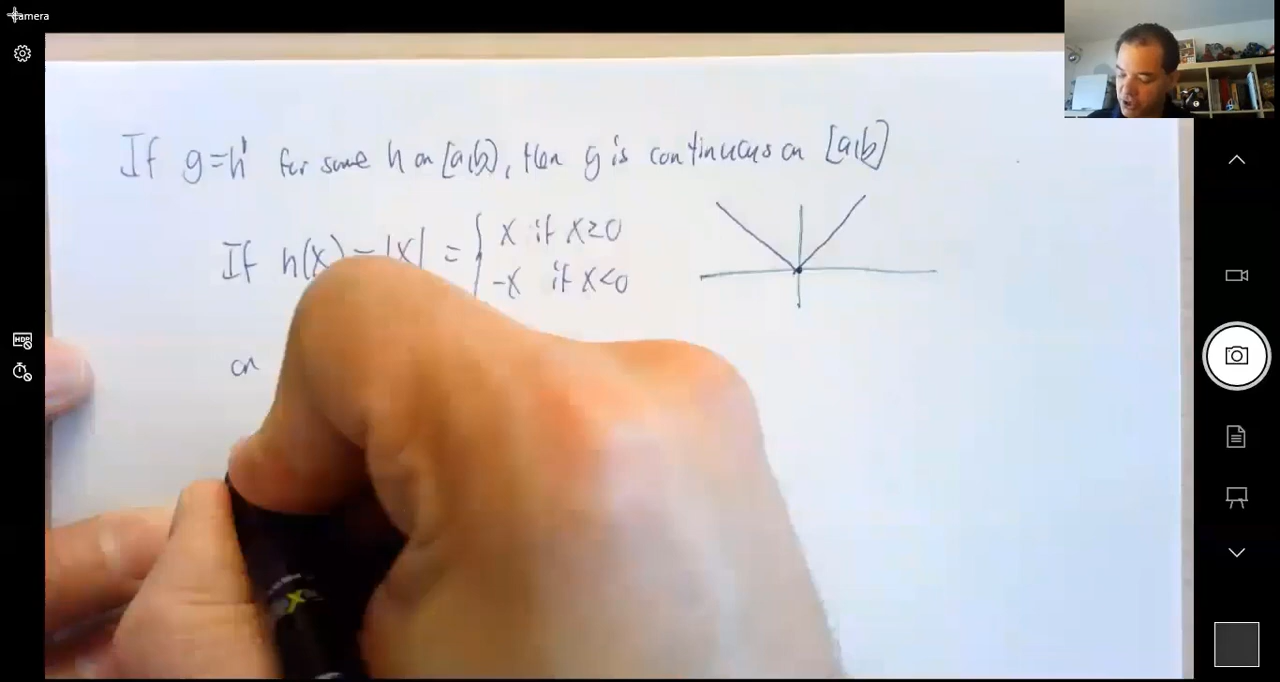 Camera
If g=h' for some h on [a,b], then g is continuous on [a,b]
If h(x) = |x| = { x if x≥0
-x if x<0
on